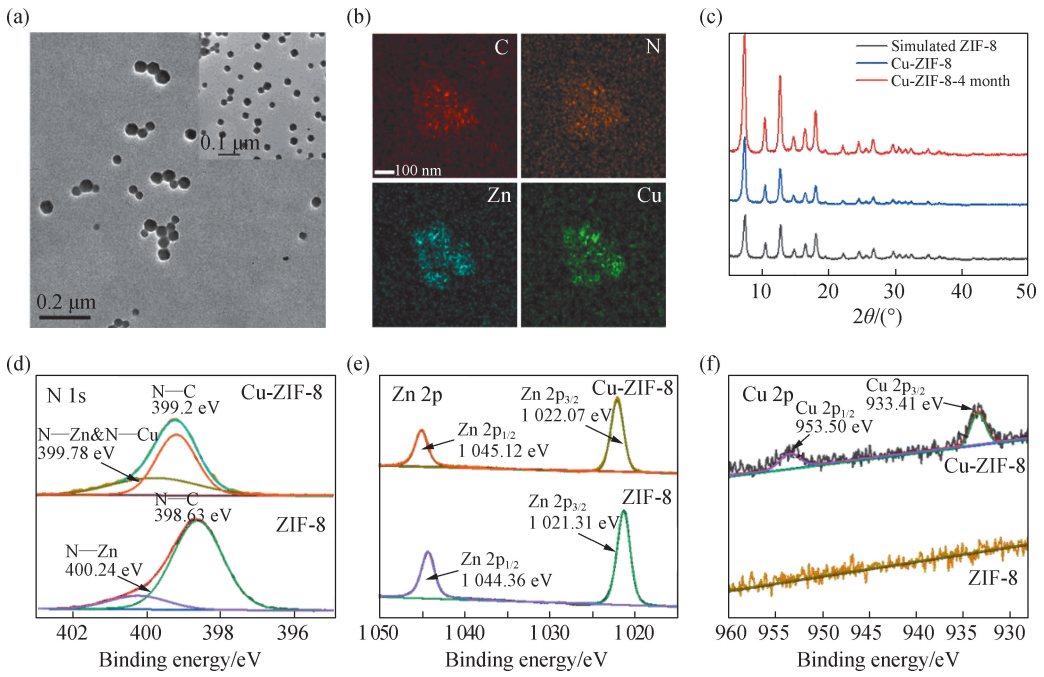 (a)
0.1 μm
0.2 μm
(b)
C
N
100 nm
Zn
Cu
(c)
Simulated ZIF-8
Cu-ZIF-8
Cu-ZIF-8-4 month
10
20
30
40
50
2θ/(°)
(d)
N 1s
N—C
399.2 eV
Cu-ZIF-8
N—Zn&N—Cu
399.78 eV
N—C
398.63 eV
ZIF-8
N—Zn
400.24 eV
402
400
398
396
Binding energy/eV
(e)
Zn 2p
Zn 2p3/2
1 022.07 eV
Cu-ZIF-8
Zn 2p1/2
1 045.12 eV
Zn 2p3/2
1 021.31 eV
ZIF-8
Zn 2p1/2
1 044.36 eV
1 050
1 040
1 030
1 020
Binding energy/eV
(f)
Cu 2p
Cu 2p3/2
933.41 eV
Cu 2p1/2
953.50 eV
Cu-ZIF-8
ZIF-8
960
955
950
945
940
935
930
Binding energy/eV